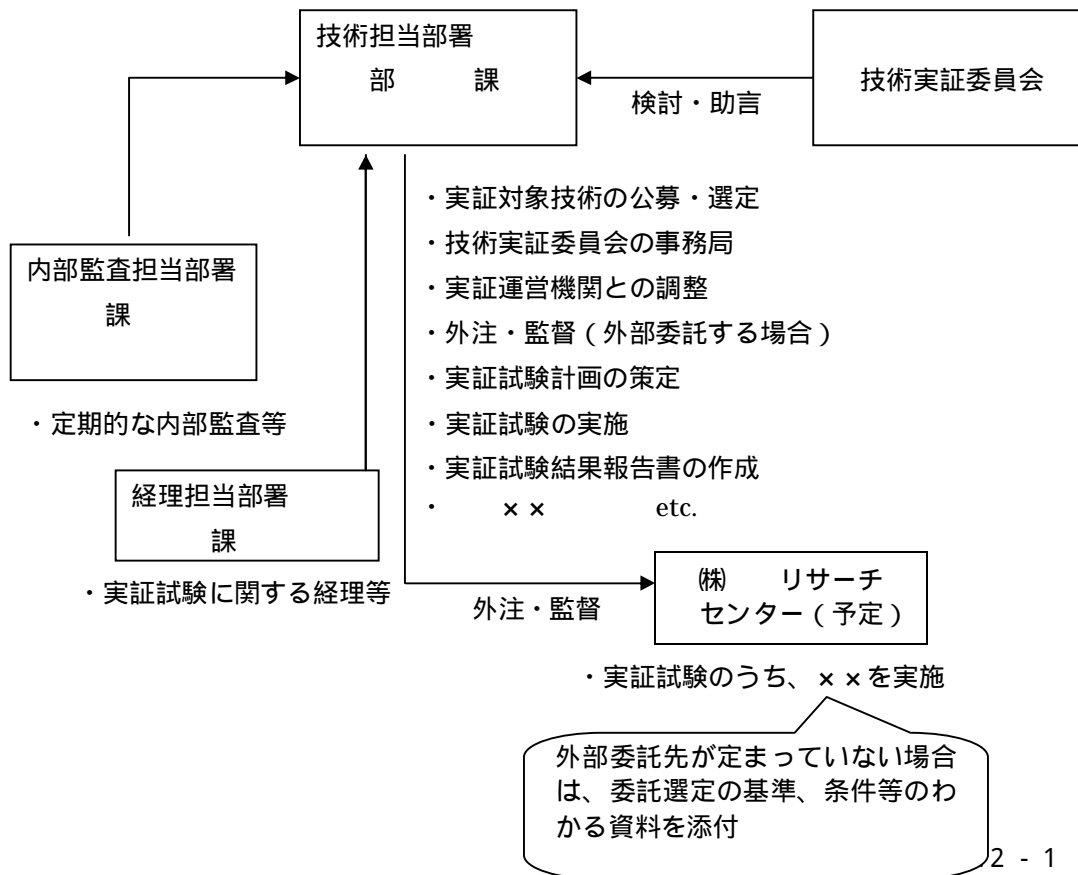 技術担当部署
部 課
技術実証委員会
検討・助言
・実証対象技術の公募・選定
・技術実証委員会の事務局
・実証運営機関との調整
・外注・監督(外部委託する場合)
・実証試験計画の策定
・実証試験の実施
・実証試験結果報告書の作成
・ ×× etc.
内部監査担当部署
課
・定期的な内部監査等
経理担当部署
課
・実証試験に関する経理等
外注・監督
㈱ リサーチ
センター(予定)
・実証試験のうち、××を実施
外部委託先が定まっていない場合
は、委託選定の基準、条件等のわ
かる資料を添付
2 - 1